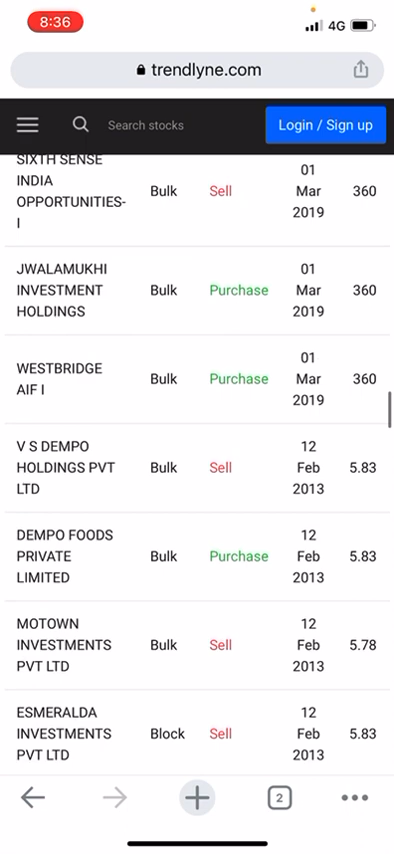 8:36
4G
trendlyne.com
Search stocks
Login / Sign up
SIXTH SENSE
INDIA
OPPORTUNITIES-
I
Bulk
Sell
01
Mar
2019
360
JWALAMUKHI
INVESTMENT
HOLDINGS
Bulk
Purchase
01
Mar
2019
360
WESTBRIDGE
AIF I
Bulk
Purchase
01
Mar
2019
360
V S DEMPO
HOLDINGS PVT
LTD
Bulk
Sell
12
Feb
2013
5.83
DEMPO FOODS
PRIVATE
LIMITED
Bulk
Purchase
12
Feb
2013
5.83
MOTOWN
INVESTMENTS
PVT LTD
Bulk
Sell
12
Feb
2013
5.78
ESMERALDA
INVESTMENTS
PVT LTD
Block
Sell
12
Feb
2013
5.83
2